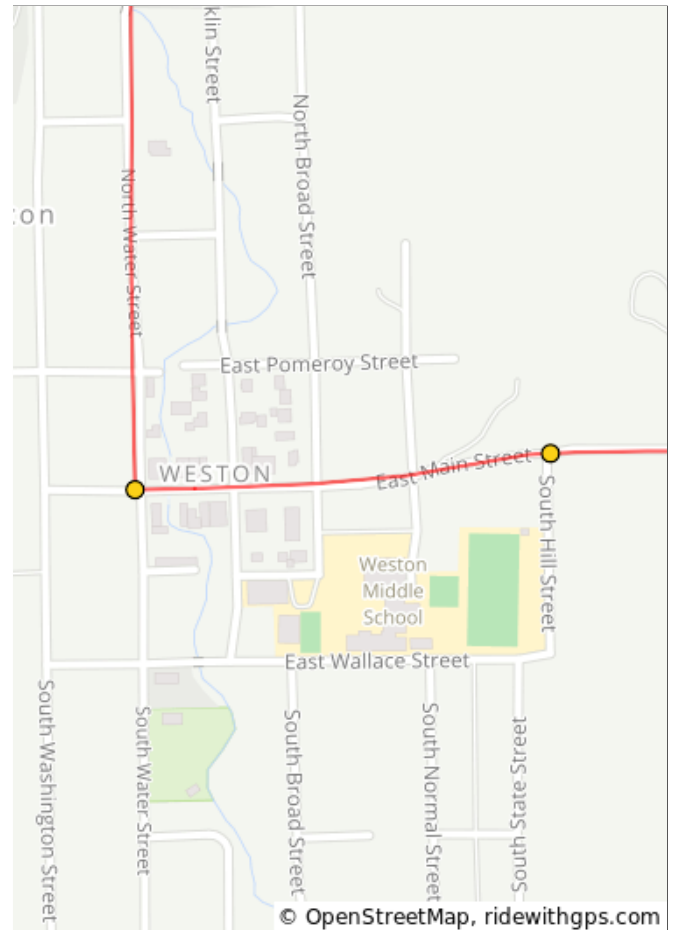 klin Street
North Broad Street
North Water Street
con
East Pomeroy Street
WESTON
East Main Street
South Hill Street
Weston
Middle
School
East Wallace Street
South Washington Street
South Water Street
South Broad Street
South Normal Street
South State Street
© OpenStreetMap, ridewithgps.com